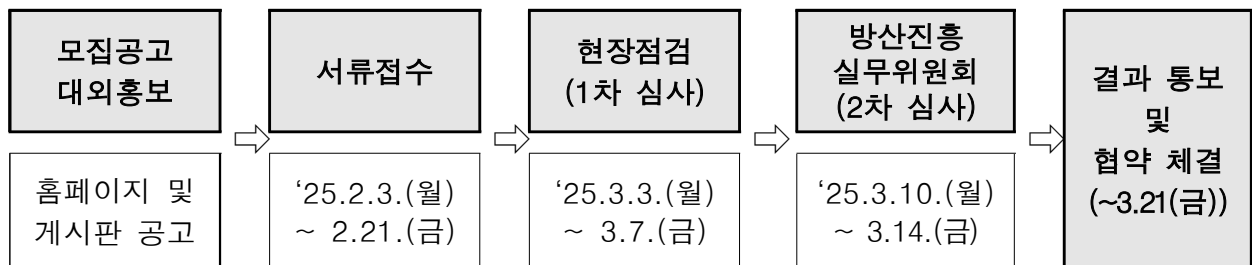 모집공고
대외홍보
홈페이지 및
게시판 공고
서류접수
‘25.2.3.(월)
~ 2.21.(금)
현장점검
(1차 심사)
‘25.3.3.(월)
~ 3.7.(금)
방산진흥
실무위원회
(2차 심사)
‘25.3.10.(월)
~ 3.14.(금)
결과 통보
및
협약 체결
(~3.21(금))